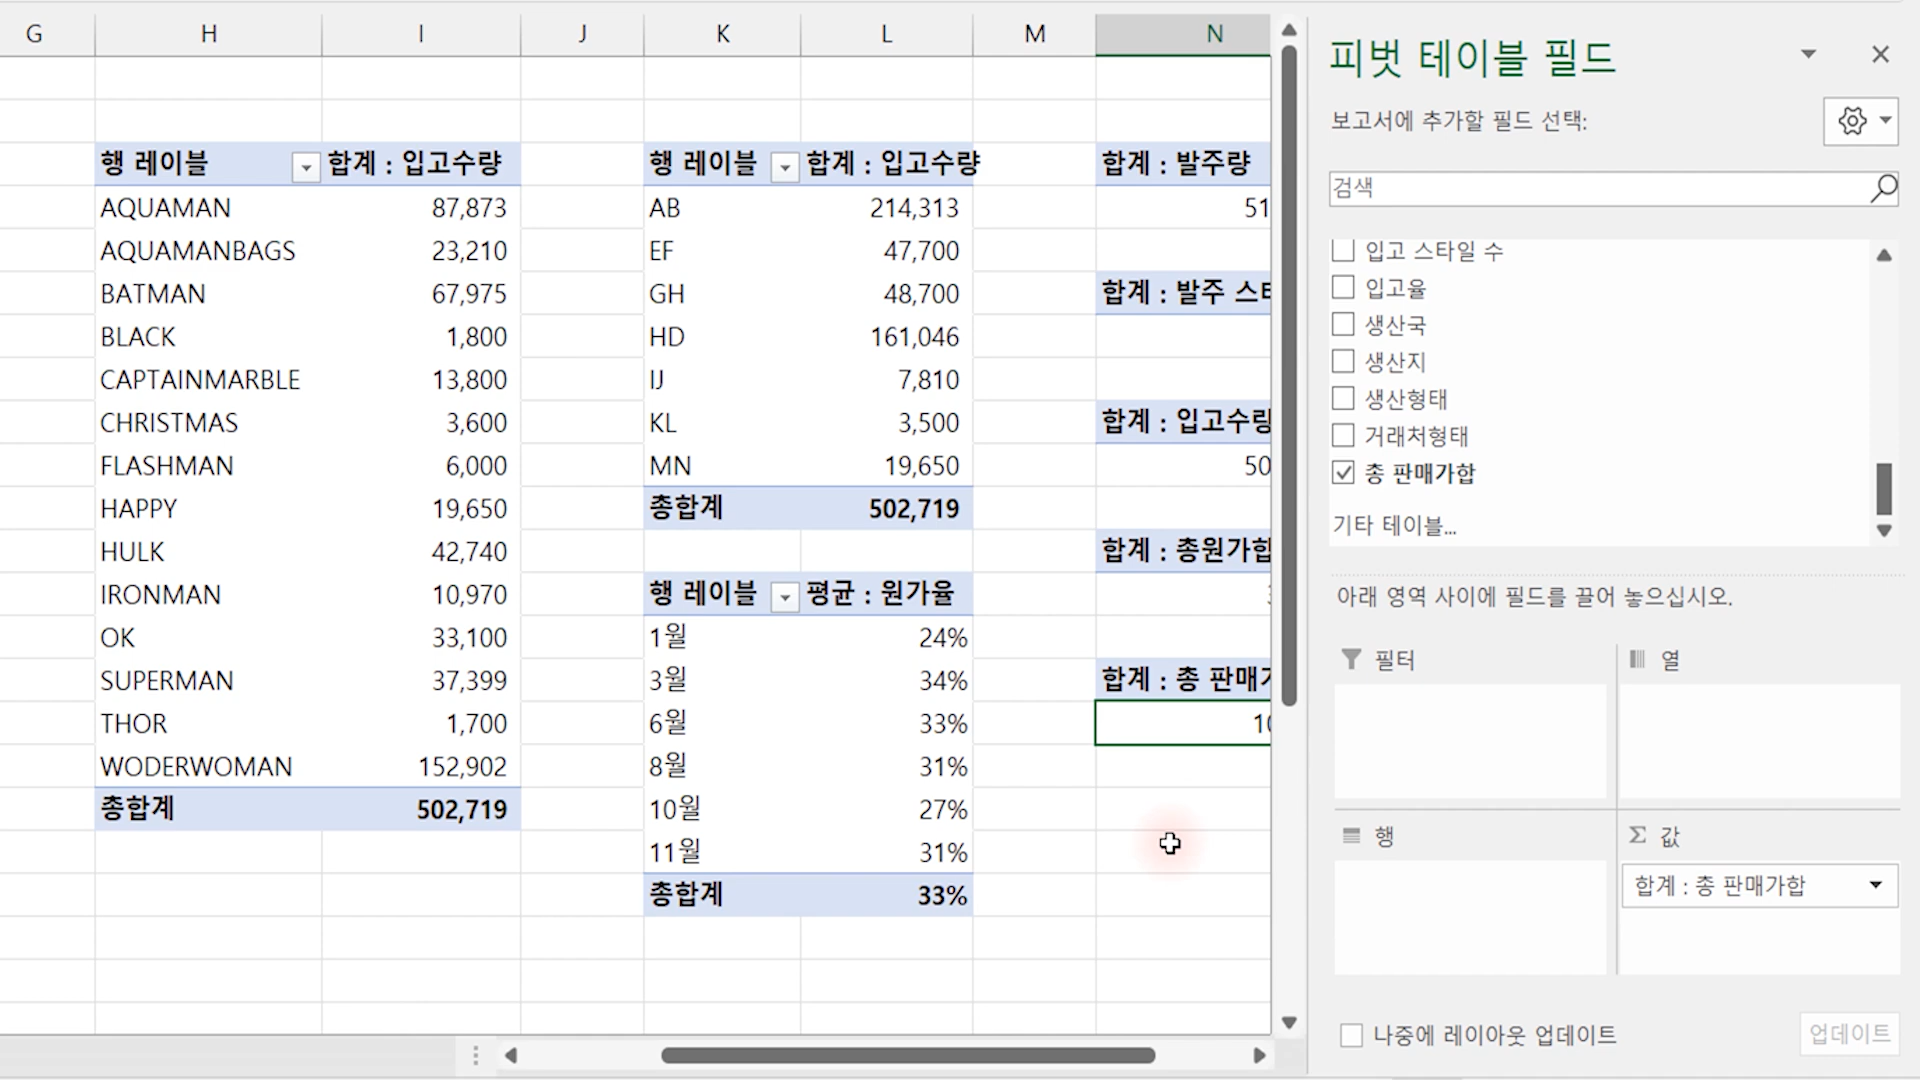 G H I J K L M N
행 레이블 합계 : 입고수량
AQUAMAN 87,873
AQUAMANBAGS 23,210
BATMAN 67,975
BLACK 1,800
CAPTAINMARBLE 13,800
CHRISTMAS 3,600
FLASHMAN 6,000
HAPPY 19,650
HULK 42,740
IRONMAN 10,970
OK 33,100
SUPERMAN 37,399
THOR 1,700
WODERWOMAN 152,902
총합계 502,719
행 레이블 합계 : 입고수량
AB 214,313
EF 47,700
GH 48,700
HD 161,046
IJ 7,810
KL 3,500
MN 19,650
총합계 502,719
행 레이블 평균 : 원가율
1월 24%
3월 34%
6월 33%
8월 31%
10월 27%
11월 31%
총합계 33%
합계 : 발주량
51
합계 : 발주
합계 : 입고수량
50
합계 : 총원가합
합계 : 총
10
피벗 테이블 필드
보고서에 추가할 필드 선택:
검색
입고 스타일 수
입고율
생산국
생산지
생산형태
거래처형태
총 판매가합
기타 테이블...
아래 영역 사이에 필드를 끌어 놓으십시오.
필터
열
행
Σ 값
합계 : 총 판매가합
나중에 레이아웃 업데이트
업데이트